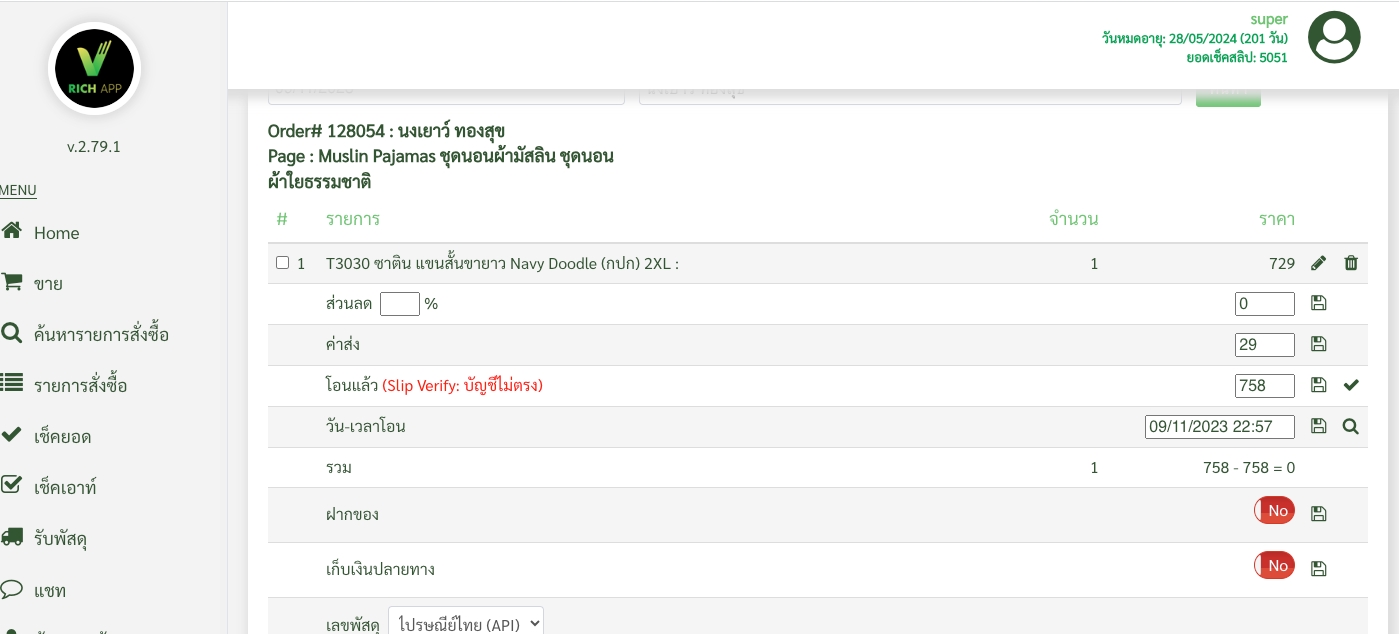 super
วันหมดอายุ: 28/05/2024 (201 วัน)
ยอดเช็คสลิป: 5051
RICH APP
v.2.79.1
MENU
Home
ขาย
ค้นหารายการสั่งซื้อ
รายการสั่งซื้อ
เช็คยอด
เช็คเอาท์
รับพัสดุ
แชท
Order# 128054 : นงเยาว์ ทองสุข
Page : Muslin Pajamas ชุดนอนผ้ามัสลิน ชุดนอน
ผ้าใยธรรมชาติ
# รายการ จำนวน ราคา
1 T3030 ซาติน แขนสั้นขายาว Navy Doodle (กปก) 2XL : 1 729
ส่วนลด % 0
ค่าส่ง 29
โอนแล้ว (Slip Verify: บัญชีไม่ตรง) 758
วัน-เวลาโอน 09/11/2023 22:57
รวม 1 758 - 758 = 0
ฝากของ No
เก็บเงินปลายทาง No
เลขพัสดุ ไปรษณีย์ไทย (API)